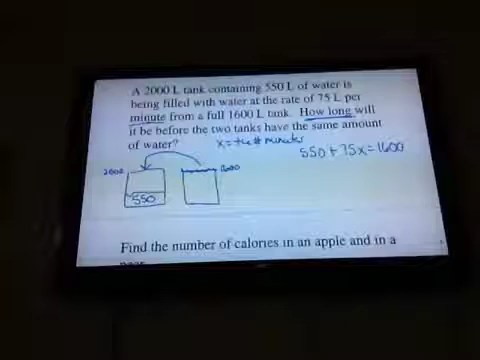 A 2000 L tank containing 550 L of water is
being filled with water at the rate of 75 L per
minute from a full 1600 L tank. How long will
it be before the two tanks have the same amount
of water? x = the # minutes
550 + 75x = 1600
2000 1600
550
Find the number of calories in an apple and in a